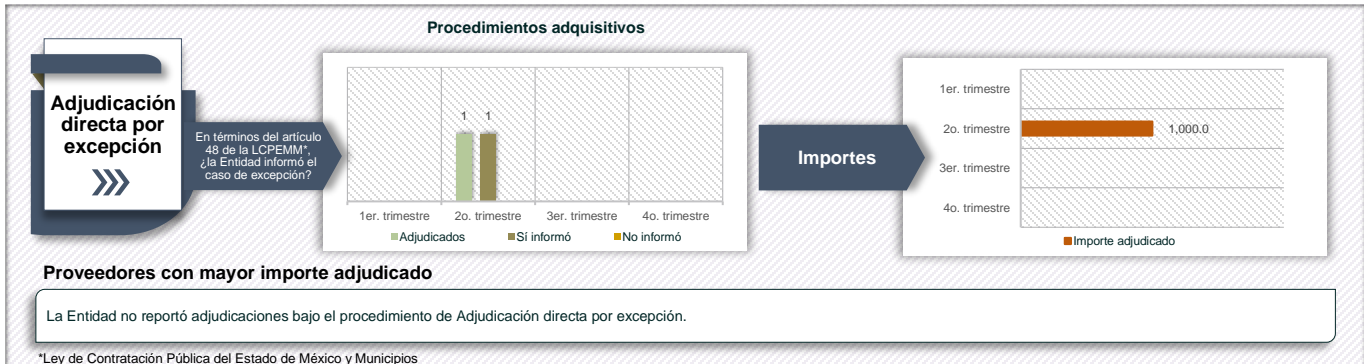 Procedimientos adquisitivos
Adjudicación
directa por
excepción
En términos del artículo
48 de la LCPEMM*,
¿la Entidad informó el
caso de excepción?
1 1
1er. trimestre 2o. trimestre 3er. trimestre 4o. trimestre
Adjudicados Sí informó No informó
Importes
1er. trimestre
2o. trimestre 1,000.0
3er. trimestre
4o. trimestre
Importe adjudicado
Proveedores con mayor importe adjudicado
La Entidad no reportó adjudicaciones bajo el procedimiento de Adjudicación directa por excepción.
*Ley de Contratación Pública del Estado de México y Municipios